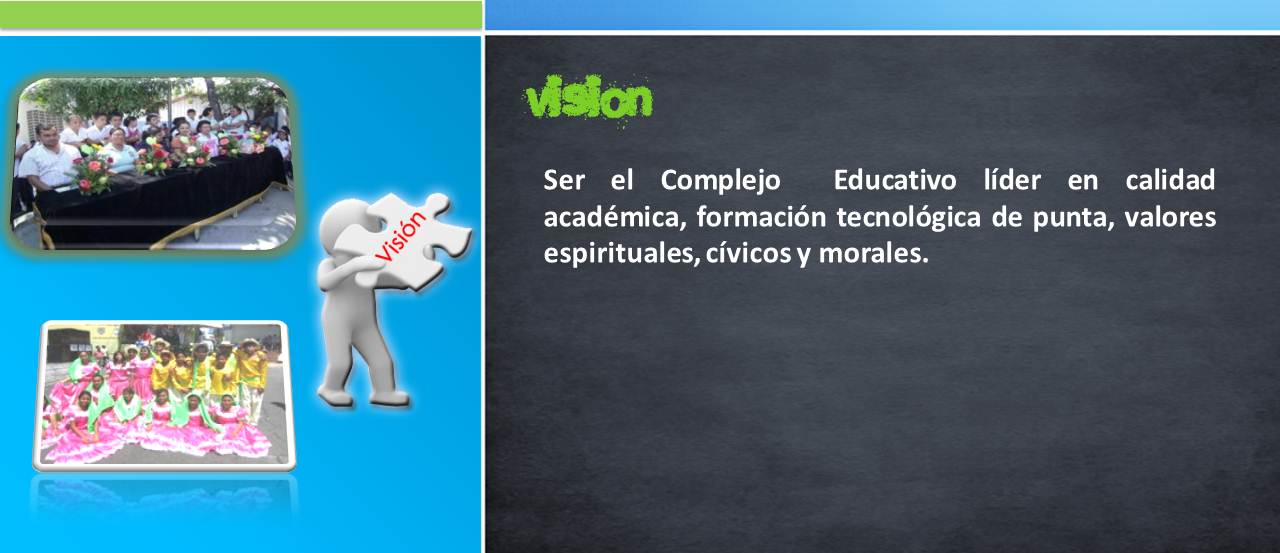 vision
Ser el Complejo Educativo líder en calidad
académica, formación tecnológica de punta, valores
espirituales, cívicos y morales.
Visión